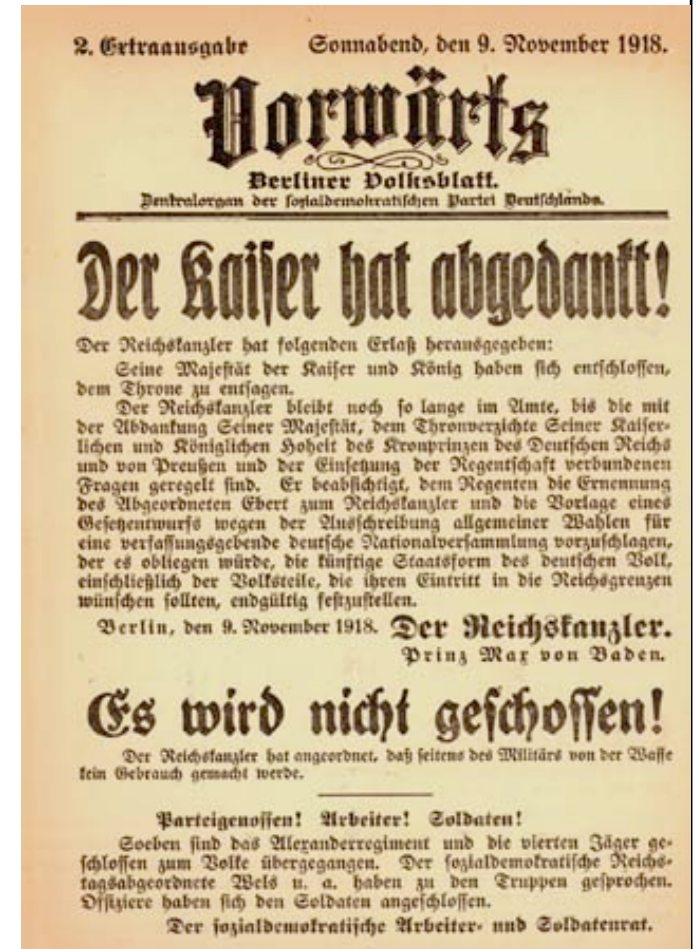 2. Extraausgabe Sonnabend, den 9. November 1918.
Vorwärts
Berliner Volksblatt.
Zentralorgan der sozialdemokratischen Partei Deutschlands.
Der Kaiser hat abgedankt!
Der Reichskanzler hat folgenden Erlaß herausgegeben:
Seine Majestät der Kaiser und König haben sich entschlossen,
dem Throne zu entsagen.
Der Reichskanzler bleibt noch so lange im Amte, bis die mit
der Abdankung Seiner Majestät, dem Thronverzichte Seiner Kaiser-
lichen und Königlichen Hoheit des Kronprinzen des Deutschen Reichs
und von Preußen und der Einsetzung der Regentschaft verbundenen
Fragen geregelt sind. Er beabsichtigt, dem Regenten die Ernennung
des Abgeordneten Ebert zum Reichskanzler und die Vorlage eines
Gesetzentwurfs wegen der Ausschreibung allgemeiner Wahlen für
eine verfassungsgebende deutsche Nationalversammlung vorzuschlagen,
der es obliegen würde, die künftige Staatsform des deutschen Volk,
einschließlich der Volksteile, die ihren Eintritt in die Reichsgrenzen
wünschen sollten, endgültig festzustellen.
Berlin, den 9. November 1918. Der Reichskanzler.
Prinz Max von Baden.
Es wird nicht geschossen!
Der Reichskanzler hat angeordnet, daß seitens des Militärs von der Waffe
kein Gebrauch gemacht werde.
Parteigenossen! Arbeiter! Soldaten!
Soeben sind das Alexanderregiment und die vierten Jäger ge-
schlossen zum Volke übergegangen. Der sozialdemokratische Reichs-
tagsabgeordnete Wels u. a. haben zu den Truppen gesprochen.
Offiziere haben sich den Soldaten angeschlossen.
Der sozialdemokratische Arbeiter- und Soldatenrat.